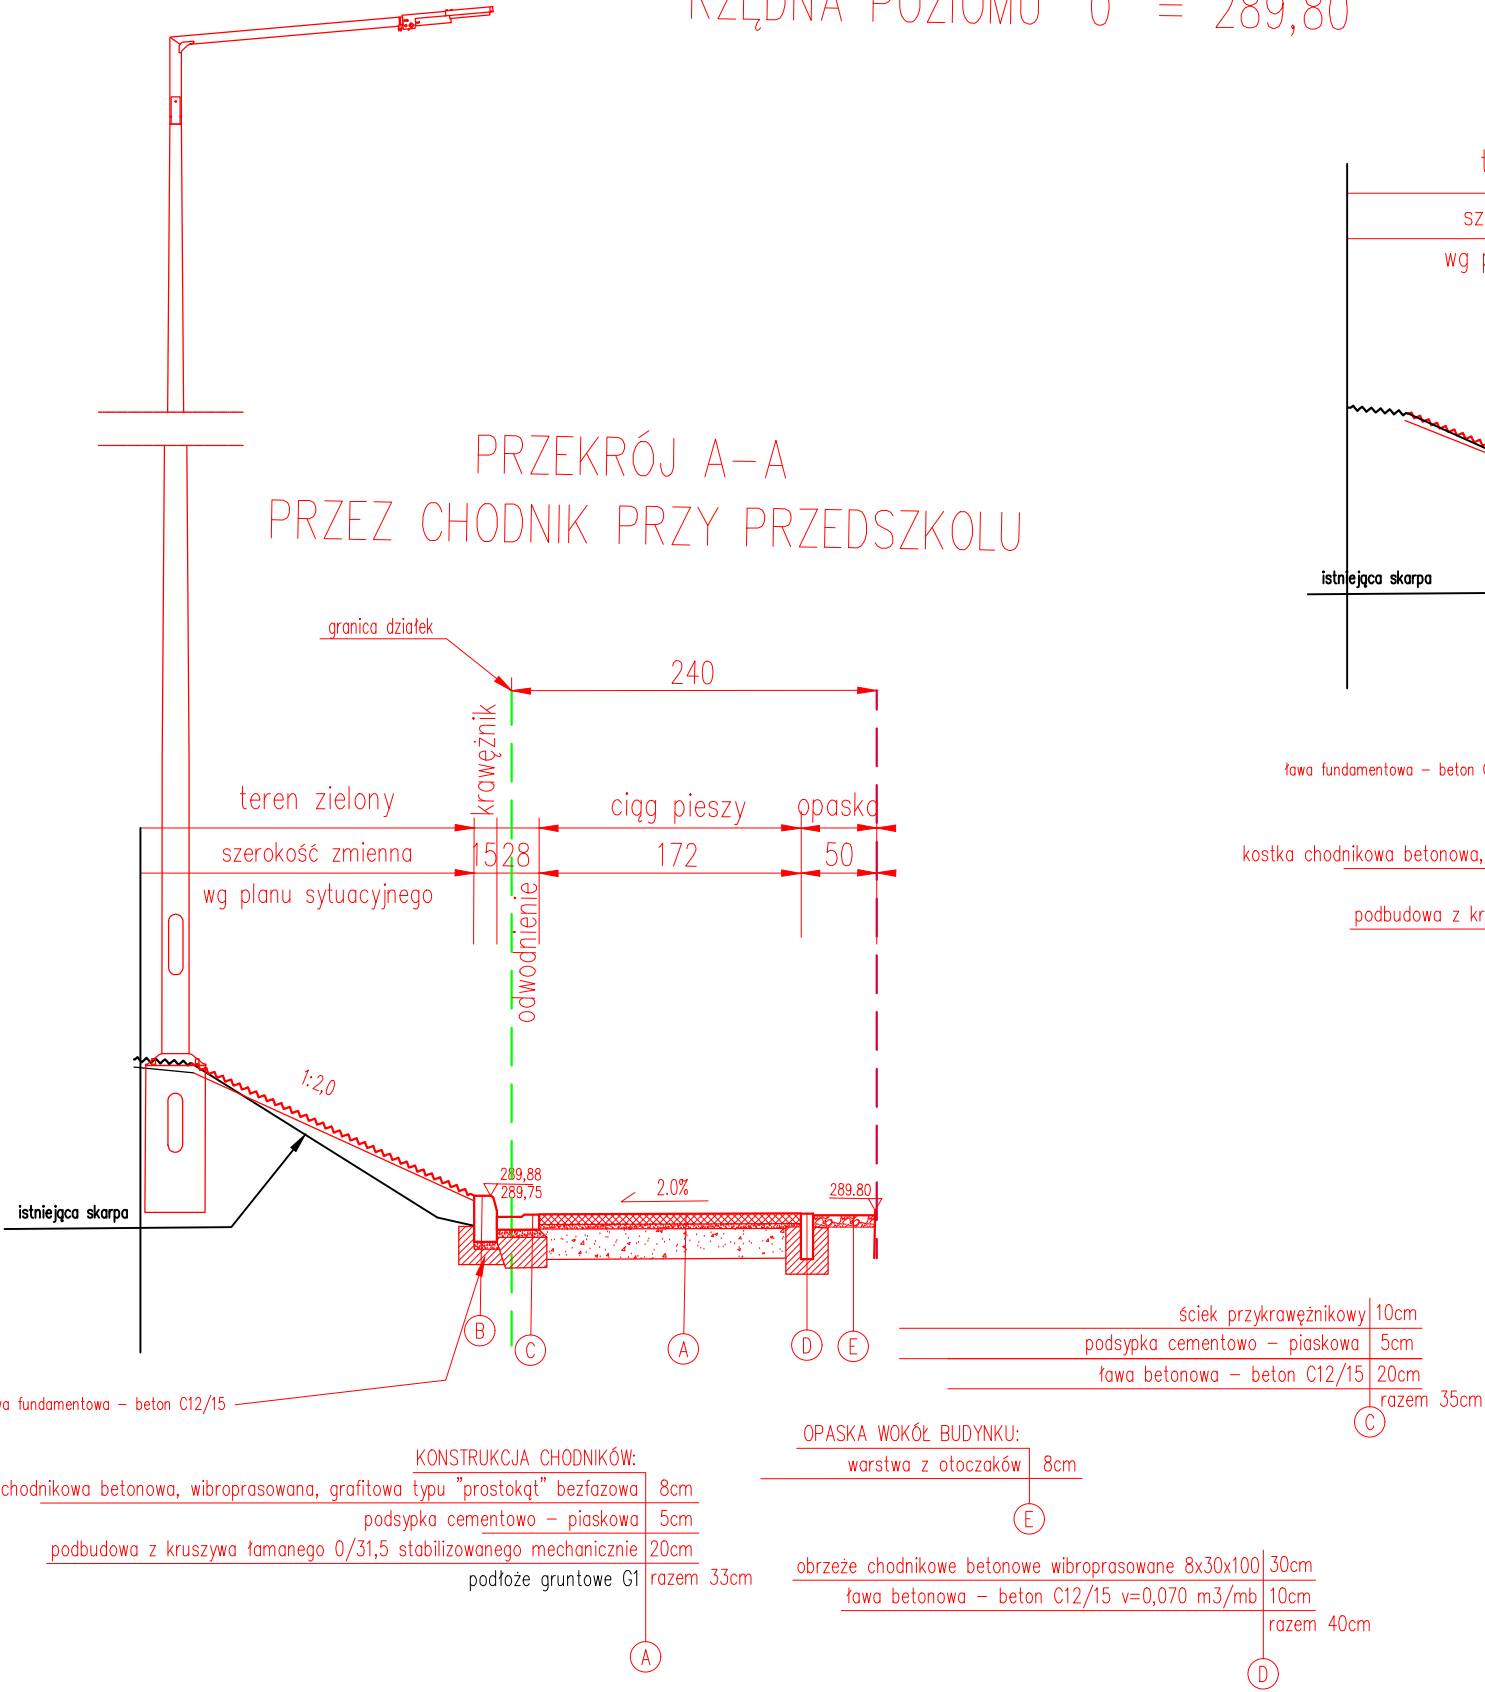 RZĘDNA POZIOMU "0" = 289,80
PRZEKRÓJ A-A
PRZEZ CHODNIK PRZY PRZEDSZKOLU
granica działek
240
krawężnik
teren zielony
ciąg pieszy
opaska
szerokość zmienna
15
28
172
50
wg planu sytuacyjnego
odwodnienie
1:2,0
289,88
289,75
2.0%
289.80
istniejąca skarpa
B
C
A
D
E
fundamentowa - beton C12/15
ściek przykrawężnikowy 10cm
podsypka cementowo - piaskowa 5cm
ława betonowa - beton C12/15 20cm
razem 35cm
C
OPASKA WOKÓŁ BUDYNKU:
warstwa z otoczaków 8cm
E
KONSTRUKCJA CHODNIKÓW:
chodnikowa betonowa, wibroprasowana, grafitowa typu "prostokąt" bezfazowa 8cm
podsypka cementowo - piaskowa 5cm
podbudowa z kruszywa łamanego 0/31,5 stabilizowanego mechanicznie 20cm
podłoże gruntowe G1 razem 33cm
A
obrzeże chodnikowe betonowe wibroprasowane 8x30x100 30cm
ława betonowa - beton C12/15 v=0,070 m3/mb 10cm
razem 40cm
D
wg
istniejąca skarpa
ława fundamentowa - beton
kostka chodnikowa betonowa,
podbudowa z